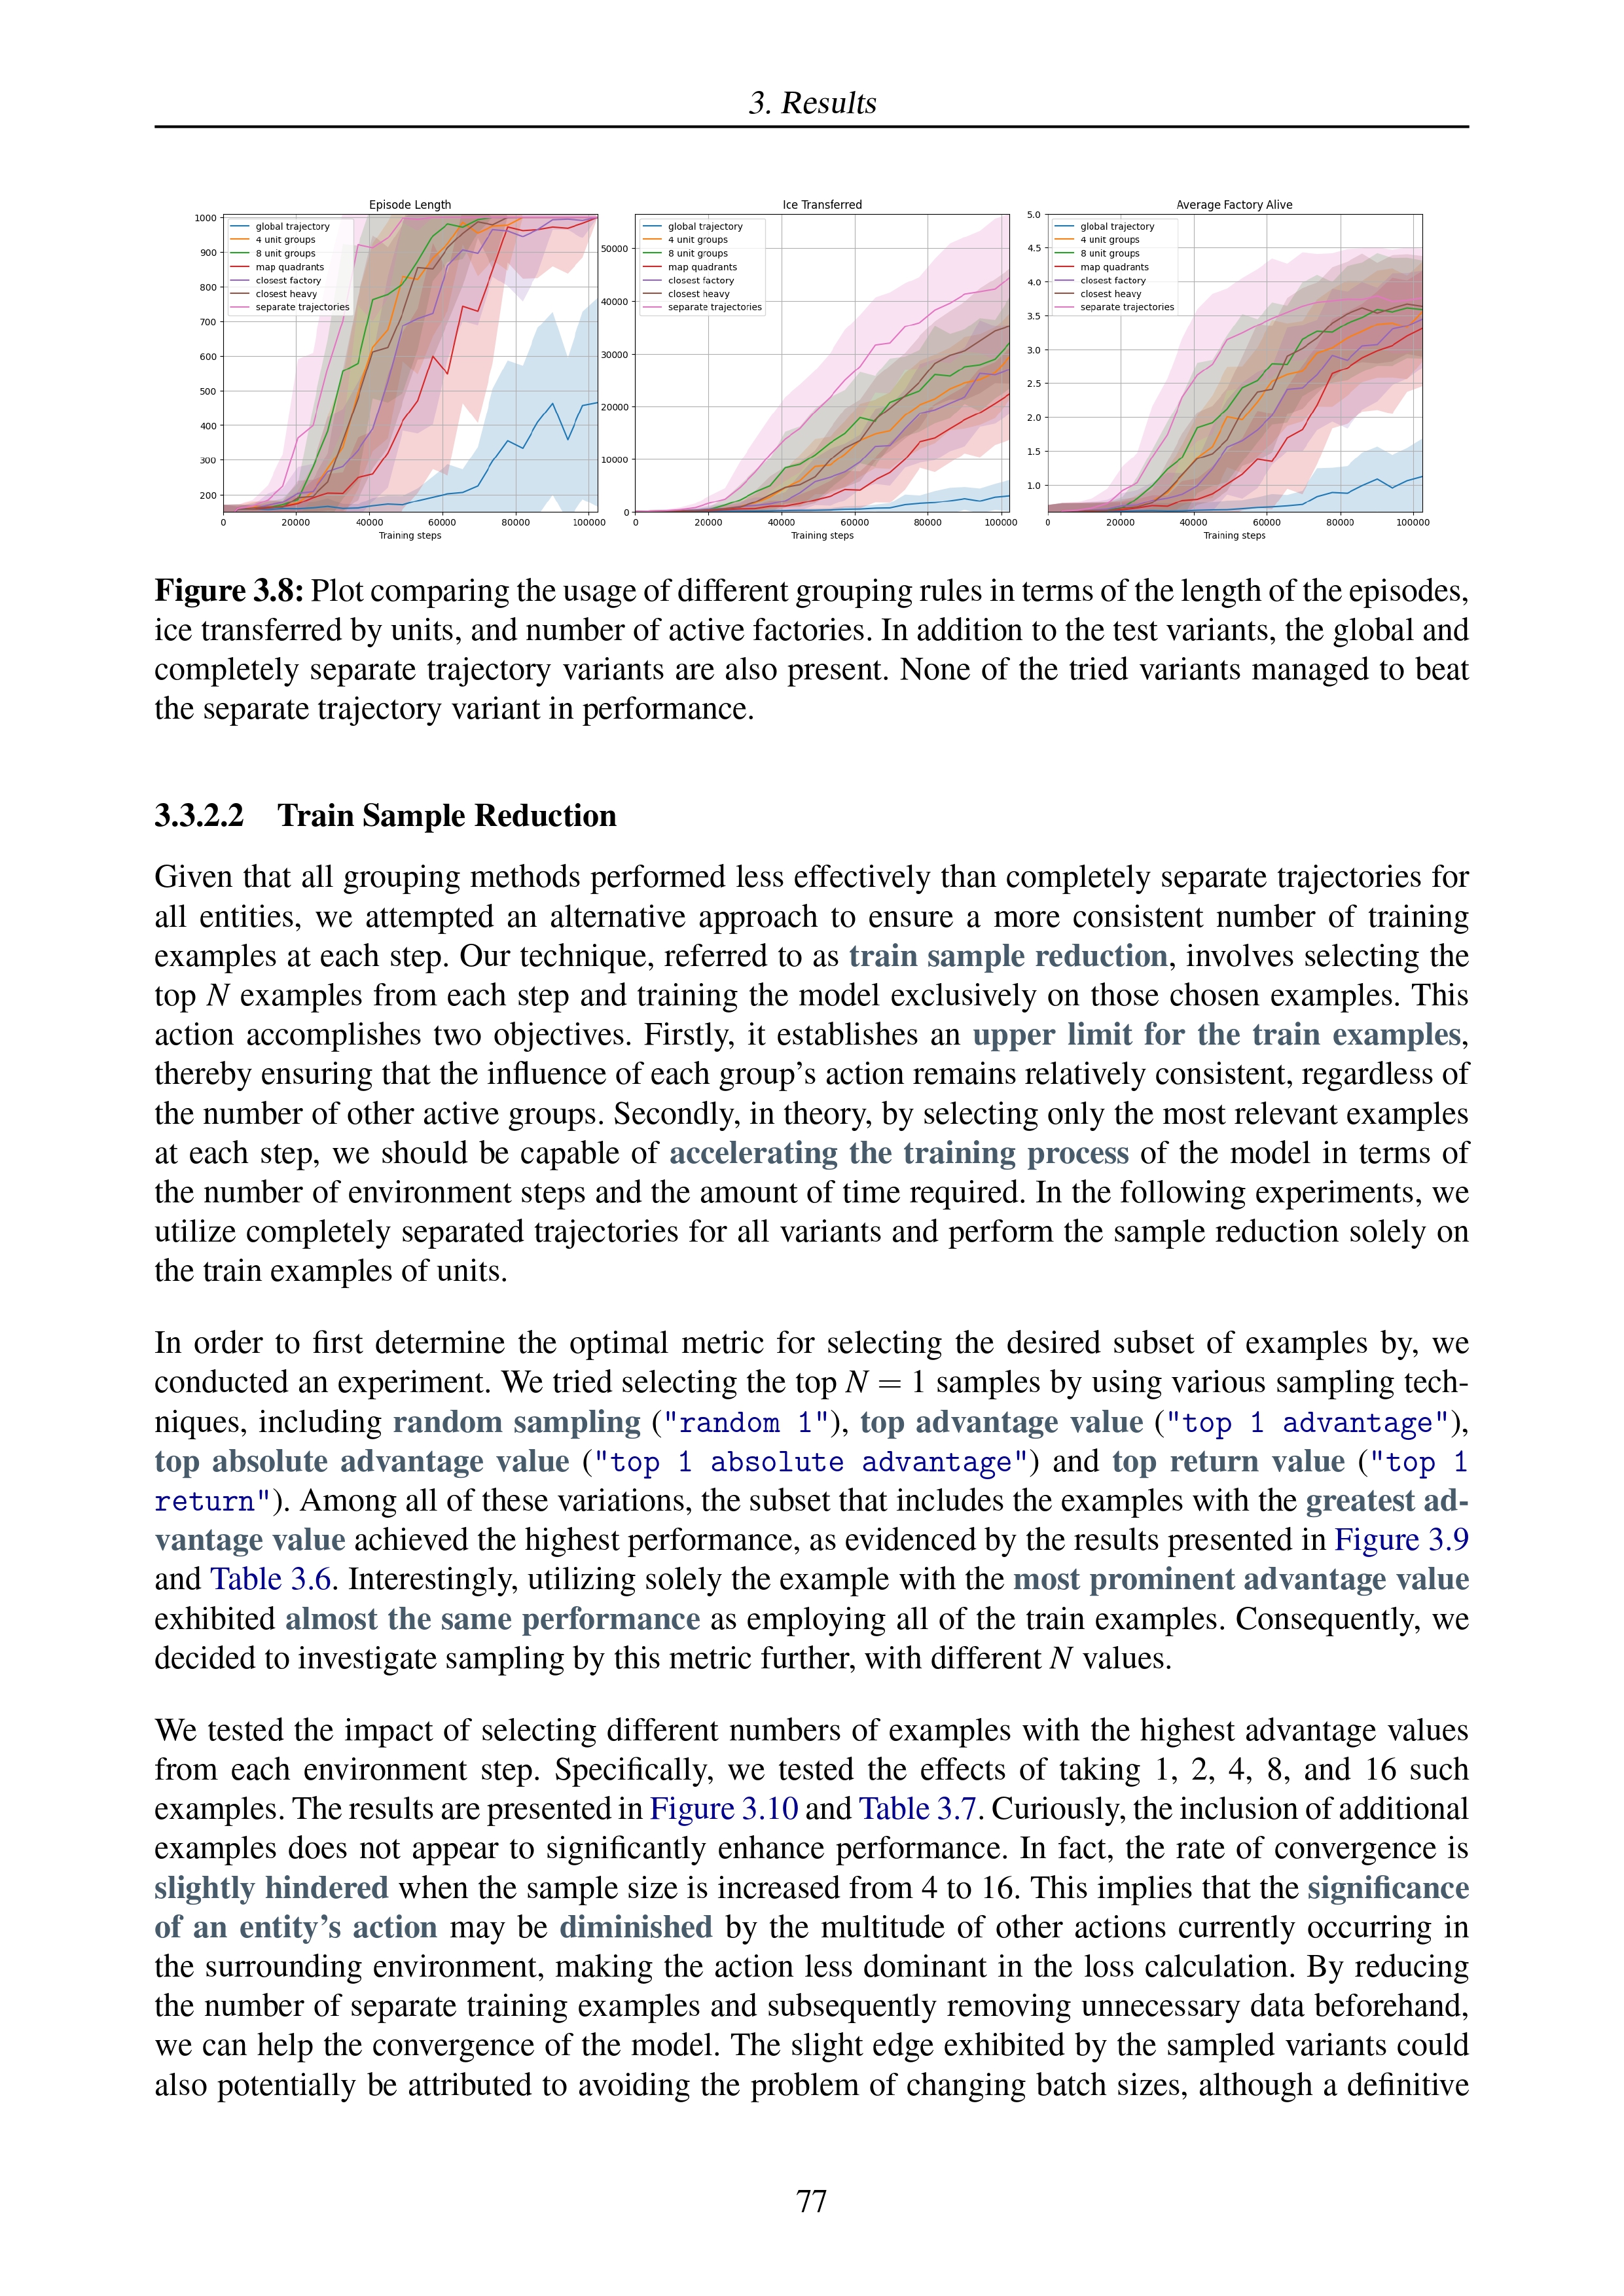 3. Results
Episode Length
1000
900
800
700
600
500
400
300
200
global trajectory
4 unit groups
8 unit groups
map quadrants
closest factory
closest heavy
separate trajectories
0 20000 40000 60000 80000 100000
Training steps
Ice Transferred
50000
40000
30000
20000
10000
0
global trajectory
4 unit groups
8 unit groups
map quadrants
closest factory
closest heavy
separate trajectories
0 20000 40000 60000 80000 100000
Training steps
Average Factory Alive
5.0
4.5
4.0
3.5
3.0
2.5
2.0
1.5
1.0
global trajectory
4 unit groups
8 unit groups
map quadrants
closest factory
closest heavy
separate trajectories
0 20000 40000 60000 80000 100000
Training steps
Figure 3.8: Plot comparing the usage of different grouping rules in terms of the length of the episodes,
ice transferred by units, and number of active factories. In addition to the test variants, the global and
completely separate trajectory variants are also present. None of the tried variants managed to beat
the separate trajectory variant in performance.
3.3.2.2 Train Sample Reduction
Given that all grouping methods performed less effectively than completely separate trajectories for
all entities, we attempted an alternative approach to ensure a more consistent number of training
examples at each step. Our technique, referred to as train sample reduction, involves selecting the
top N examples from each step and training the model exclusively on those chosen examples. This
action accomplishes two objectives. Firstly, it establishes an upper limit for the train examples,
thereby ensuring that the influence of each group's action remains relatively consistent, regardless of
the number of other active groups. Secondly, in theory, by selecting only the most relevant examples
at each step, we should be capable of accelerating the training process of the model in terms of
the number of environment steps and the amount of time required. In the following experiments, we
utilize completely separated trajectories for all variants and perform the sample reduction solely on
the train examples of units.
In order to first determine the optimal metric for selecting the desired subset of examples by, we
conducted an experiment. We tried selecting the top N = 1 samples by using various sampling tech-
niques, including random sampling ("random 1"), top advantage value ("top 1 advantage"),
top absolute advantage value ("top 1 absolute advantage") and top return value ("top 1
return"). Among all of these variations, the subset that includes the examples with the greatest ad-
vantage value achieved the highest performance, as evidenced by the results presented in Figure 3.9
and Table 3.6. Interestingly, utilizing solely the example with the most prominent advantage value
exhibited almost the same performance as employing all of the train examples. Consequently, we
decided to investigate sampling by this metric further, with different N values.
We tested the impact of selecting different numbers of examples with the highest advantage values
from each environment step. Specifically, we tested the effects of taking 1, 2, 4, 8, and 16 such
examples. The results are presented in Figure 3.10 and Table 3.7. Curiously, the inclusion of additional
examples does not appear to significantly enhance performance. In fact, the rate of convergence is
slightly hindered when the sample size is increased from 4 to 16. This implies that the significance
of an entity's action may be diminished by the multitude of other actions currently occurring in
the surrounding environment, making the action less dominant in the loss calculation. By reducing
the number of separate training examples and subsequently removing unnecessary data beforehand,
we can help the convergence of the model. The slight edge exhibited by the sampled variants could
also potentially be attributed to avoiding the problem of changing batch sizes, although a definitive
77